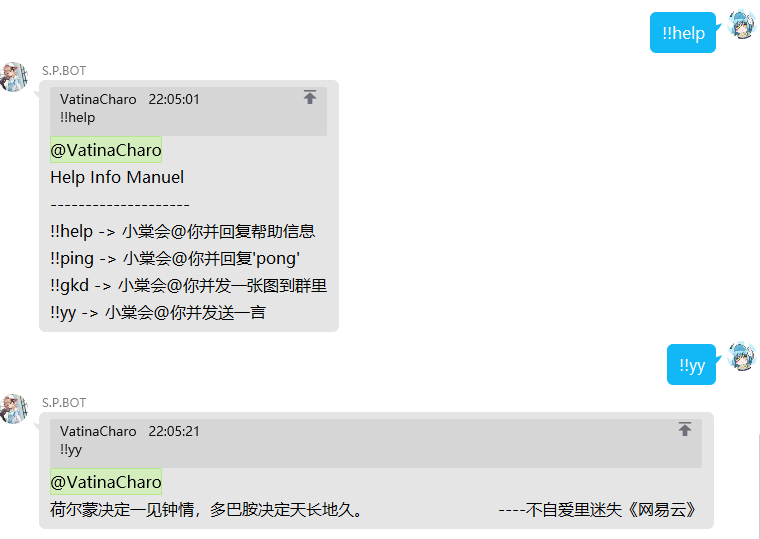 !!help
S.P.BOT
VatinaCharo 22:05:01
!!help
@VatinaCharo
Help Info Manuel
--------------------
!!help -> 小棠会@你并回复帮助信息
!!ping -> 小棠会@你并回复'pong'
!!gkd -> 小棠会@你并发一张图到群里
!!yy -> 小棠会@你并发送一言
!!yy
S.P.BOT
VatinaCharo 22:05:21
!!yy
@VatinaCharo
荷尔蒙决定一见钟情，多巴胺决定天长地久。 ----不自爱里迷失《网易云》